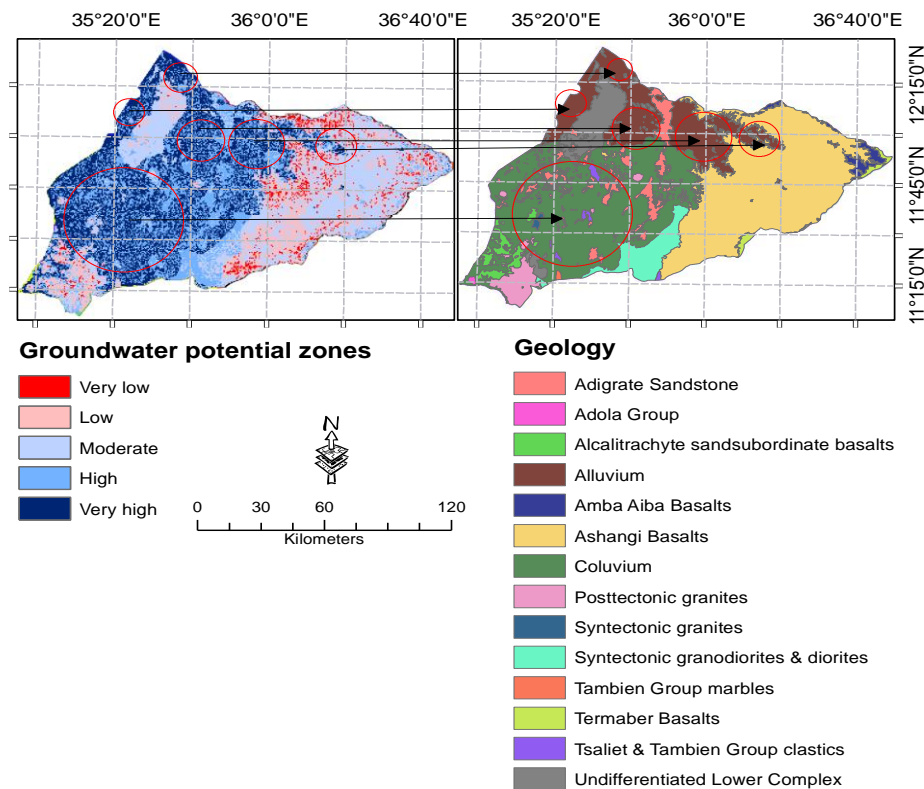 35°20'0"E 36°0'0"E 36°40'0"E 35°20'0"E 36°0'0"E 36°40'0"E
12°15'0"N
11°45'0"N
11°15'0"N
Groundwater potential zones
Very low
Low
Moderate
High
Very high
N
0 30 60 120
Kilometers
Geology
Adigrate Sandstone
Adola Group
Alcalitrachyte sandsubordinate basalts
Alluvium
Amba Aiba Basalts
Ashangi Basalts
Coluvium
Posttectonic granites
Syntectonic granites
Syntectonic granodiorites & diorites
Tambien Group marbles
Termaber Basalts
Tsaliet & Tambien Group clastics
Undifferentiated Lower Complex